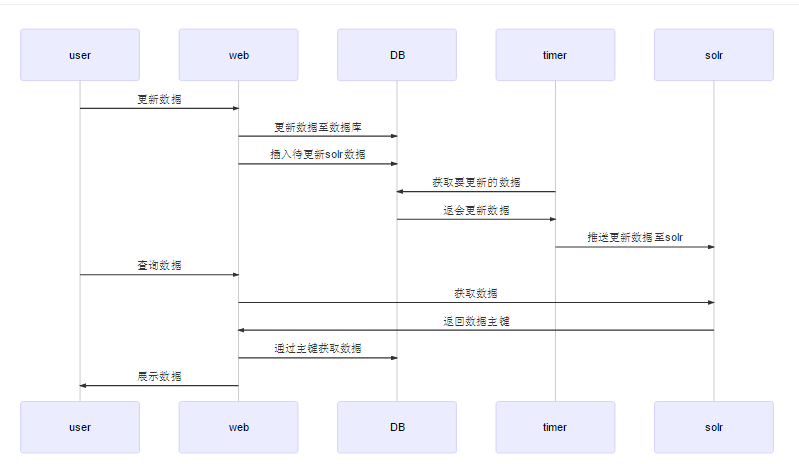 user
web
DB
timer
solr
更新数据
更新数据至数据库
插入待更新solr数据
获取要更新的数据
返会更新数据
推送更新数据至solr
查询数据
获取数据
返回数据主键
通过主键获取数据
展示数据
user
web
DB
timer
solr